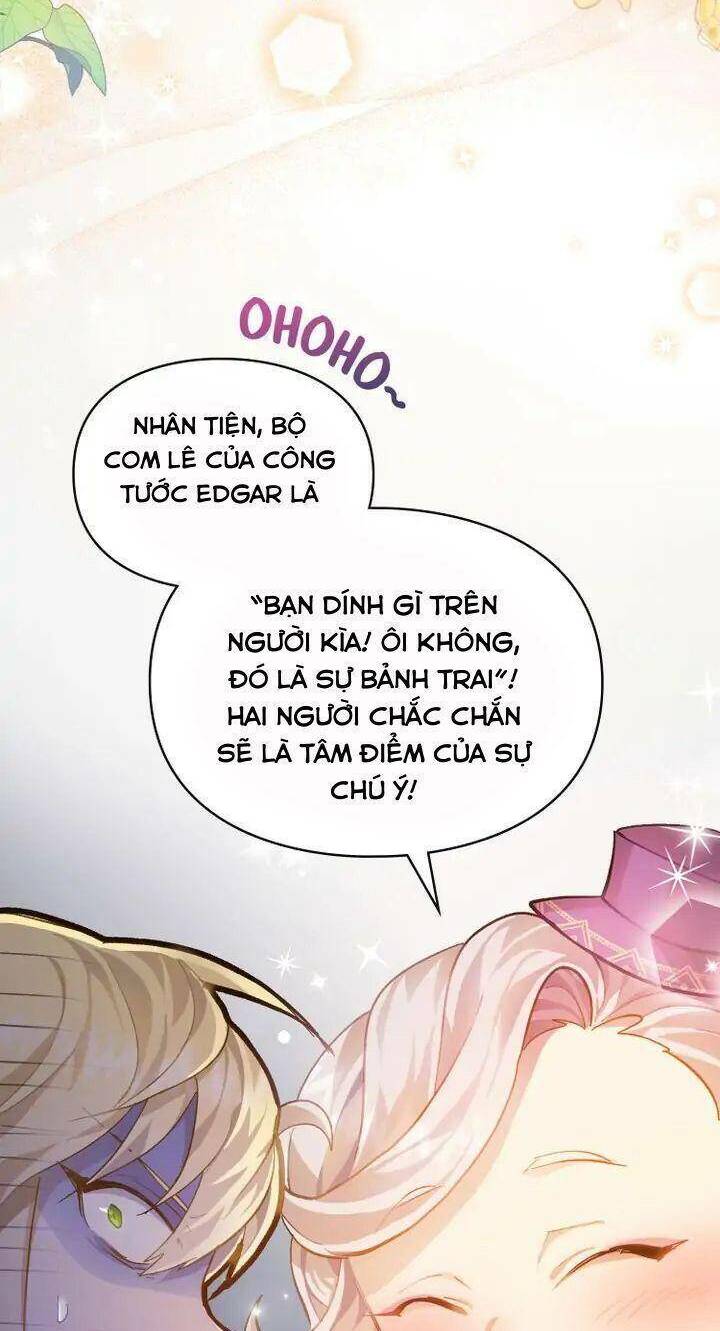 OHOHO~
NHÂN TIỆN, BỘ
COM LÊ CỦA CÔNG
TƯỚC EDGAR LÀ
“BẠN DÍNH GÌ TRÊN
NGƯỜI KÌA! ÔI KHÔNG,
ĐÓ LÀ SỰ BẢNH TRAI”!
HAI NGƯỜI CHẮC CHẮN
SẼ LÀ TÂM ĐIỂM CỦA SỰ
CHÚ Ý!